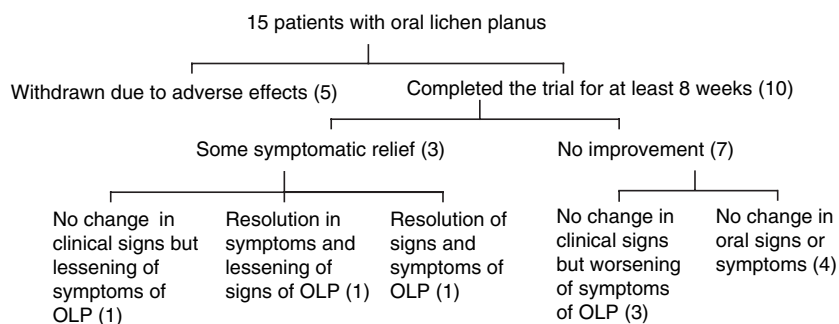 15 patients with oral lichen planus
Withdrawn due to adverse effects (5)
Completed the trial for at least 8 weeks (10)
Some symptomatic relief (3)
No improvement (7)
No change in
clinical signs but
lessening of
symptoms of
OLP (1)
Resolution in
symptoms and
lessening of
signs of OLP (1)
Resolution of
signs and
symptoms of
OLP (1)
No change in
clinical signs
but worsening
of symptoms
of OLP (3)
No change in
oral signs or
symptoms (4)